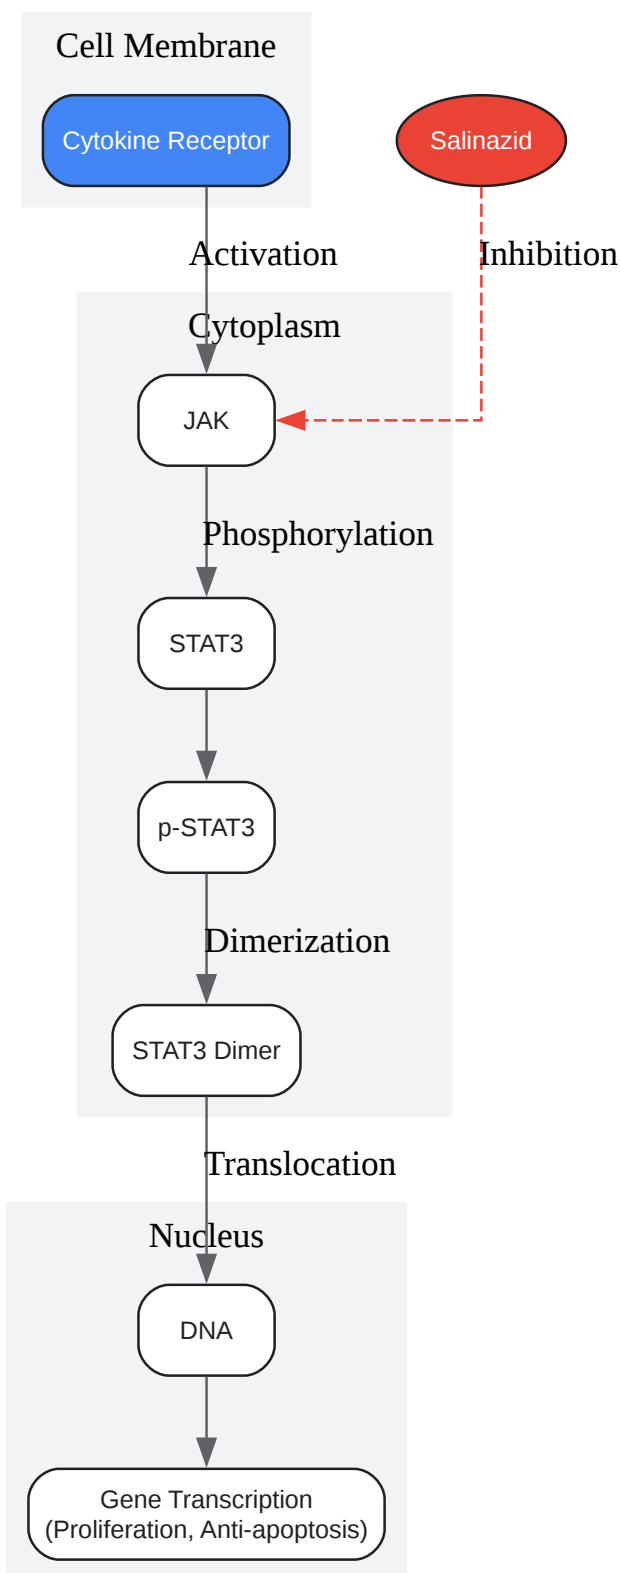 Cell Membrane
Cytokine Receptor
Salinazid
Activation
Inhibition
Cytoplasm
JAK
Phosphorylation
STAT3
p-STAT3
Dimerization
STAT3 Dimer
Translocation
Nucleus
DNA
Gene Transcription
(Proliferation, Anti-apoptosis)